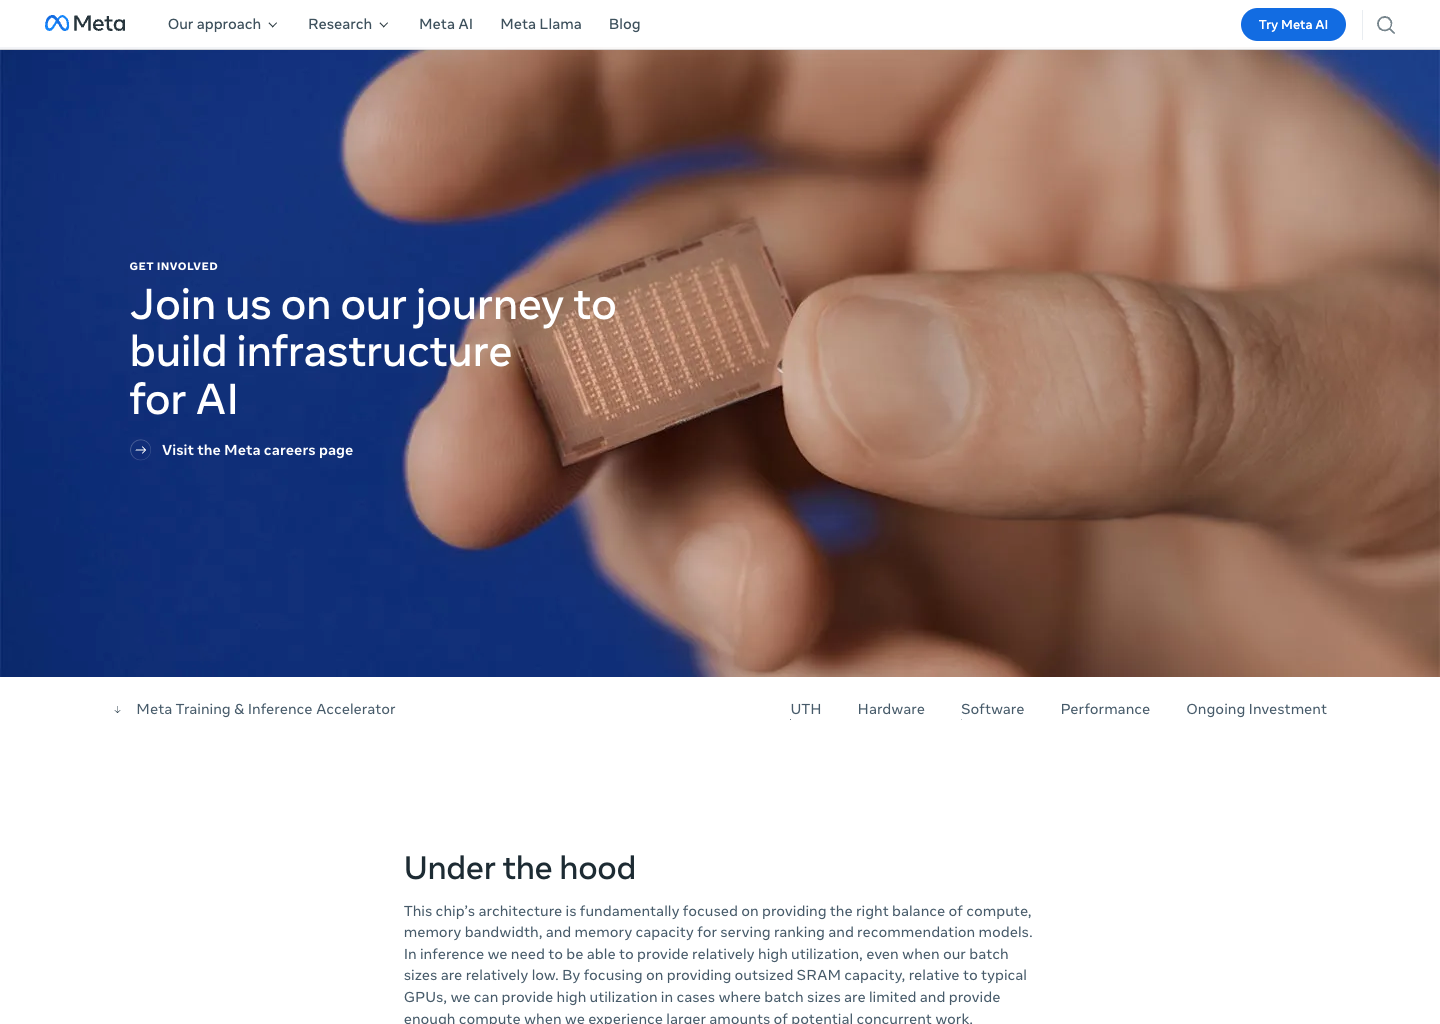 Meta
Our approach
Research
Meta AI
Meta Llama
Blog
Try Meta AI
GET INVOLVED
Join us on our journey to
build infrastructure
for AI
Visit the Meta careers page
Meta Training & Inference Accelerator
UTH
Hardware
Software
Performance
Ongoing Investment
Under the hood
This chip’s architecture is fundamentally focused on providing the right balance of compute,
memory bandwidth, and memory capacity for serving ranking and recommendation models.
In inference we need to be able to provide relatively high utilization, even when our batch
sizes are relatively low. By focusing on providing outsized SRAM capacity, relative to typical
GPUs, we can provide high utilization in cases where batch sizes are limited and provide
enough compute when we experience larger amounts of potential concurrent work.